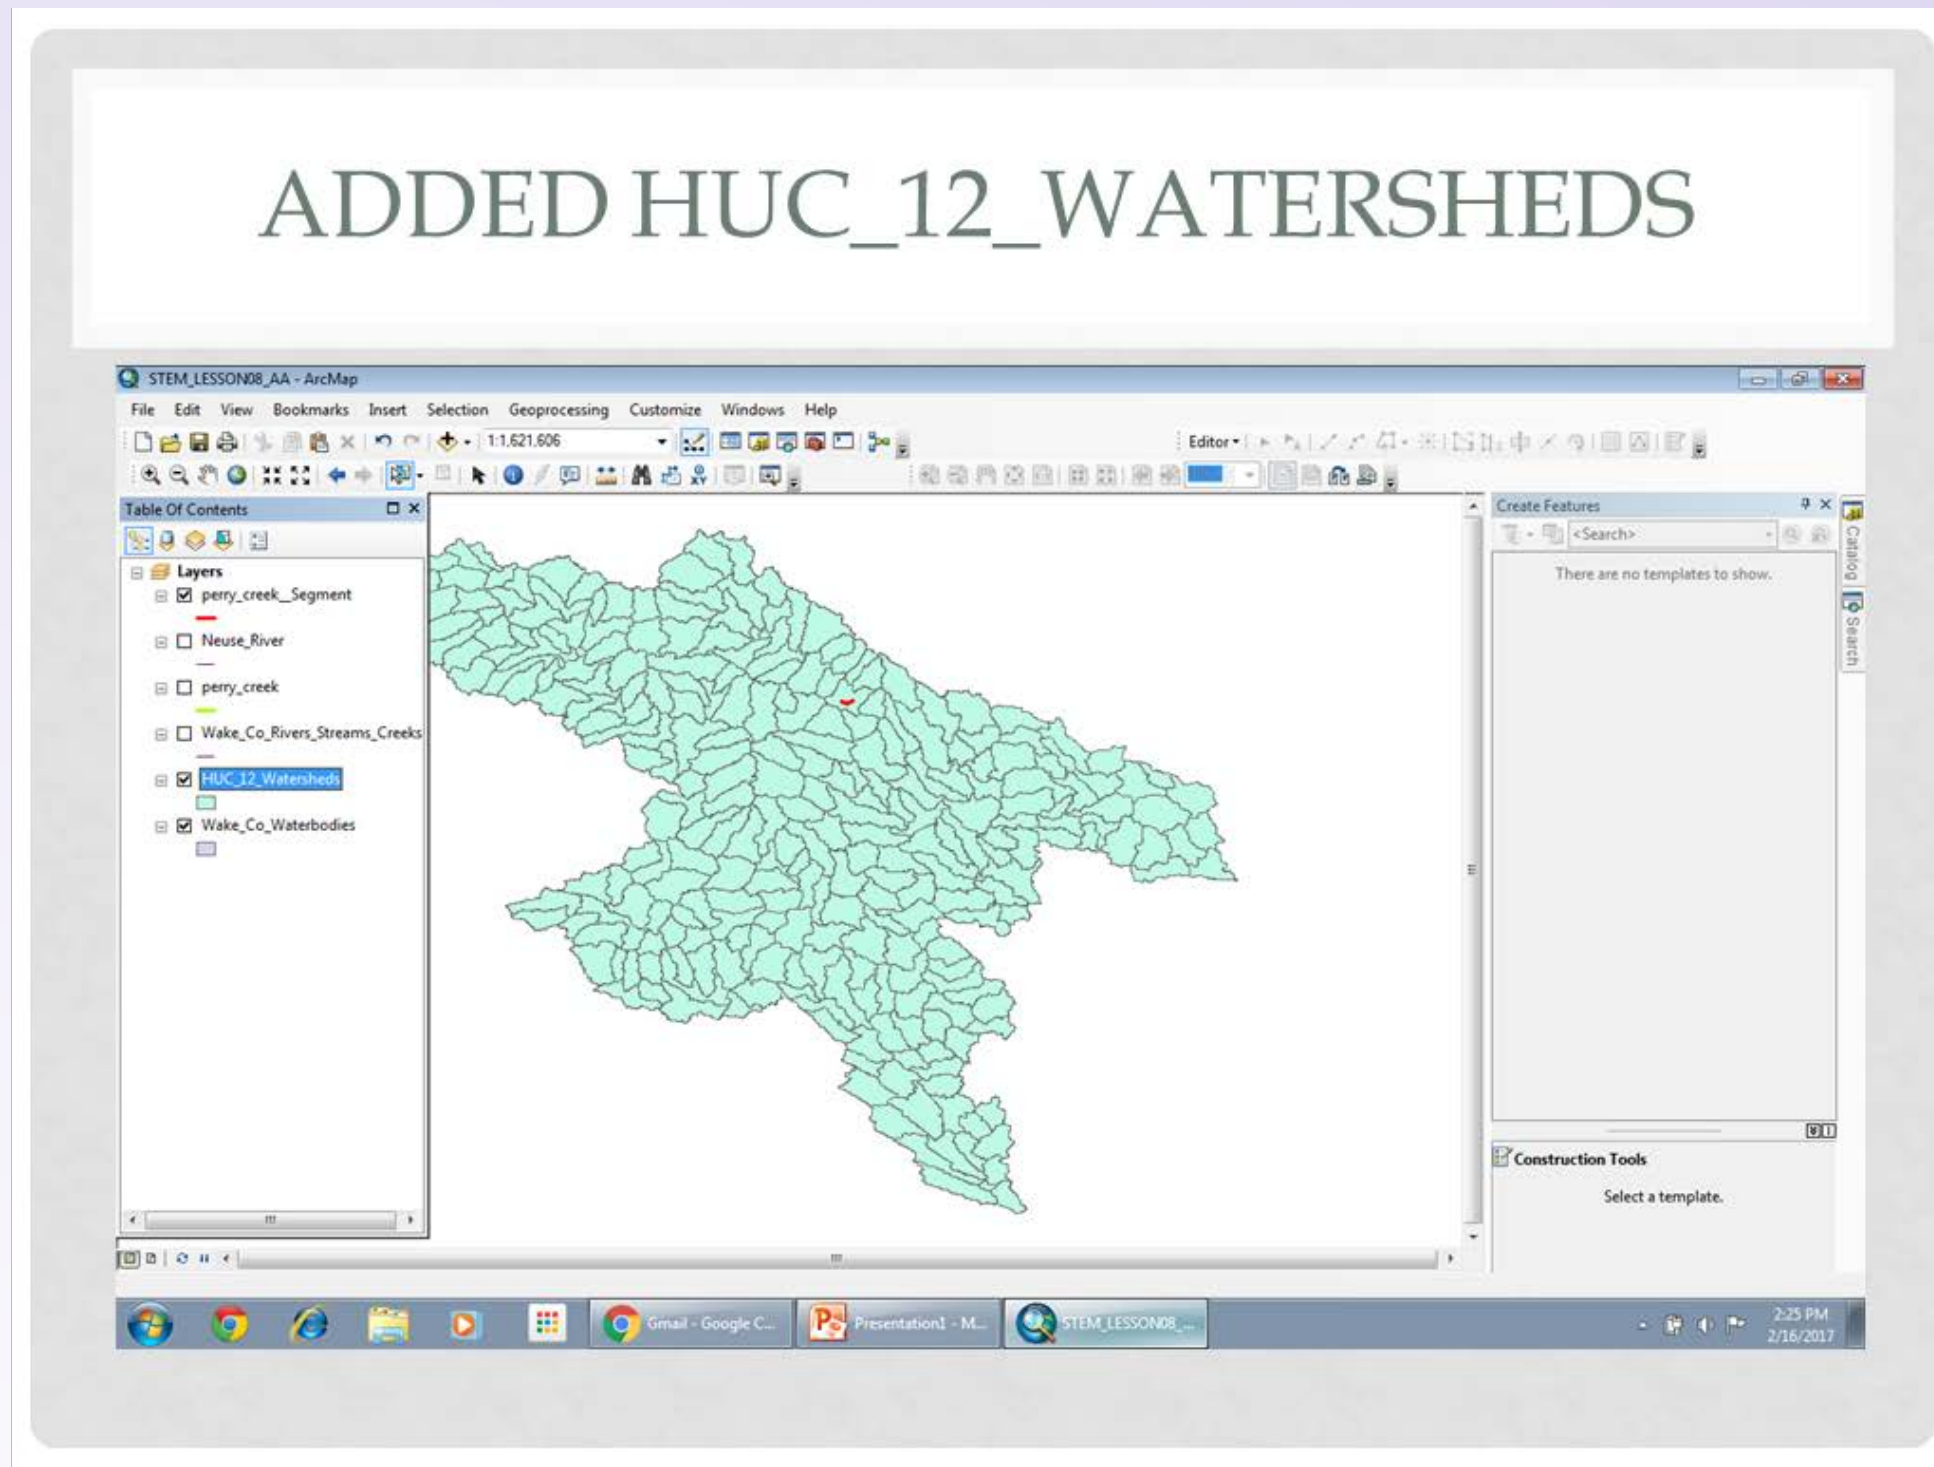 ADDED HUC_12_WATERSHEDS
STEM_LESSON08_AA - ArcMap
File Edit View Bookmarks Insert Selection Geoprocessing Customize Windows Help
1:1,621,606
Editor
Table Of Contents
Create Features
<Search>
Layers
There are no templates to show.
perry_creek__Segment
Neuse_River
perry_creek
Wake_Co_Rivers_Streams_Creeks
HUC_12_Watersheds
Wake_Co_Waterbodies
Catalog
Search
Construction Tools
Select a template.
Gmail - Google C...
Presentation1 - M...
STEM_LESSON08_...
2:25 PM
2/16/2017